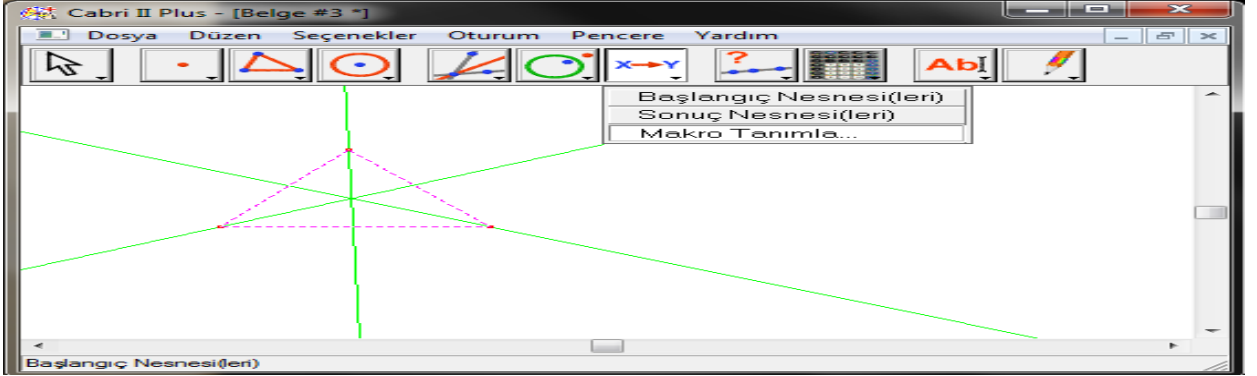 Cabri II Plus - [Belge #3 *]
Dosya Düzen Seçenekler Oturum Pencere Yardım
X Y ? Ab
Başlangıç Nesnesi(leri)
Sonuç Nesnesi(leri)
Makro Tanımla...
Başlangıç Nesnesi(leri)